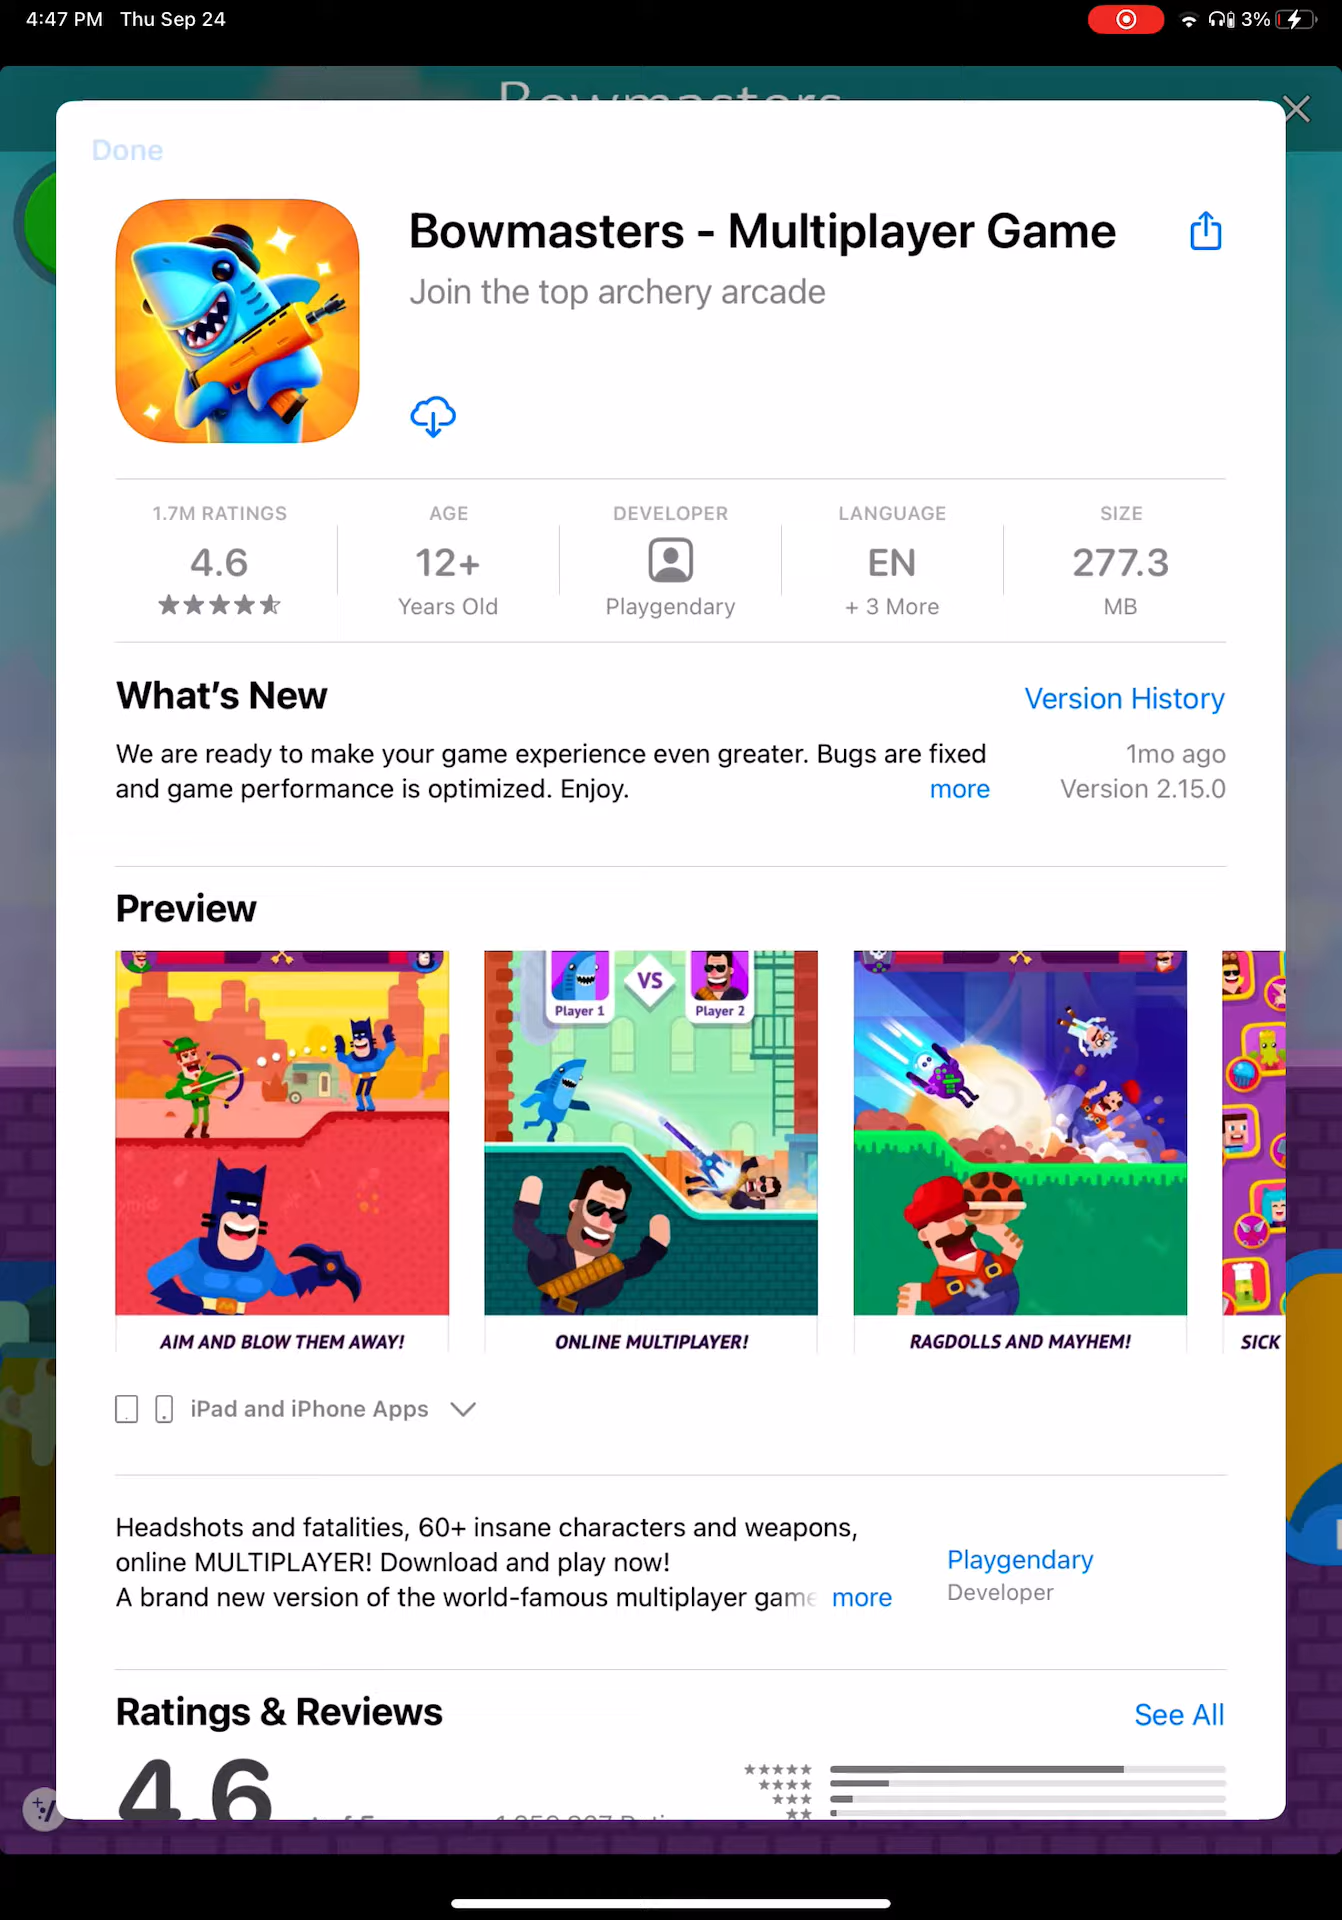 4:47 PM Thu Sep 24
3%
Bowmasters
Done
Bowmasters - Multiplayer Game
Join the top archery arcade
1.7M RATINGS
4.6
AGE
12+
Years Old
DEVELOPER
Playgendary
LANGUAGE
EN
+ 3 More
SIZE
277.3
MB
What's New
Version History
We are ready to make your game experience even greater. Bugs are fixed
and game performance is optimized. Enjoy.
more
1mo ago
Version 2.15.0
Preview
VS
Player 1
Player 2
AIM AND BLOW THEM AWAY!
ONLINE MULTIPLAYER!
RAGDOLLS AND MAYHEM!
SICK
iPad and iPhone Apps
Headshots and fatalities, 60+ insane characters and weapons,
online MULTIPLAYER! Download and play now!
A brand new version of the world-famous multiplayer game
more
Playgendary
Developer
Ratings & Reviews
See All
4.6